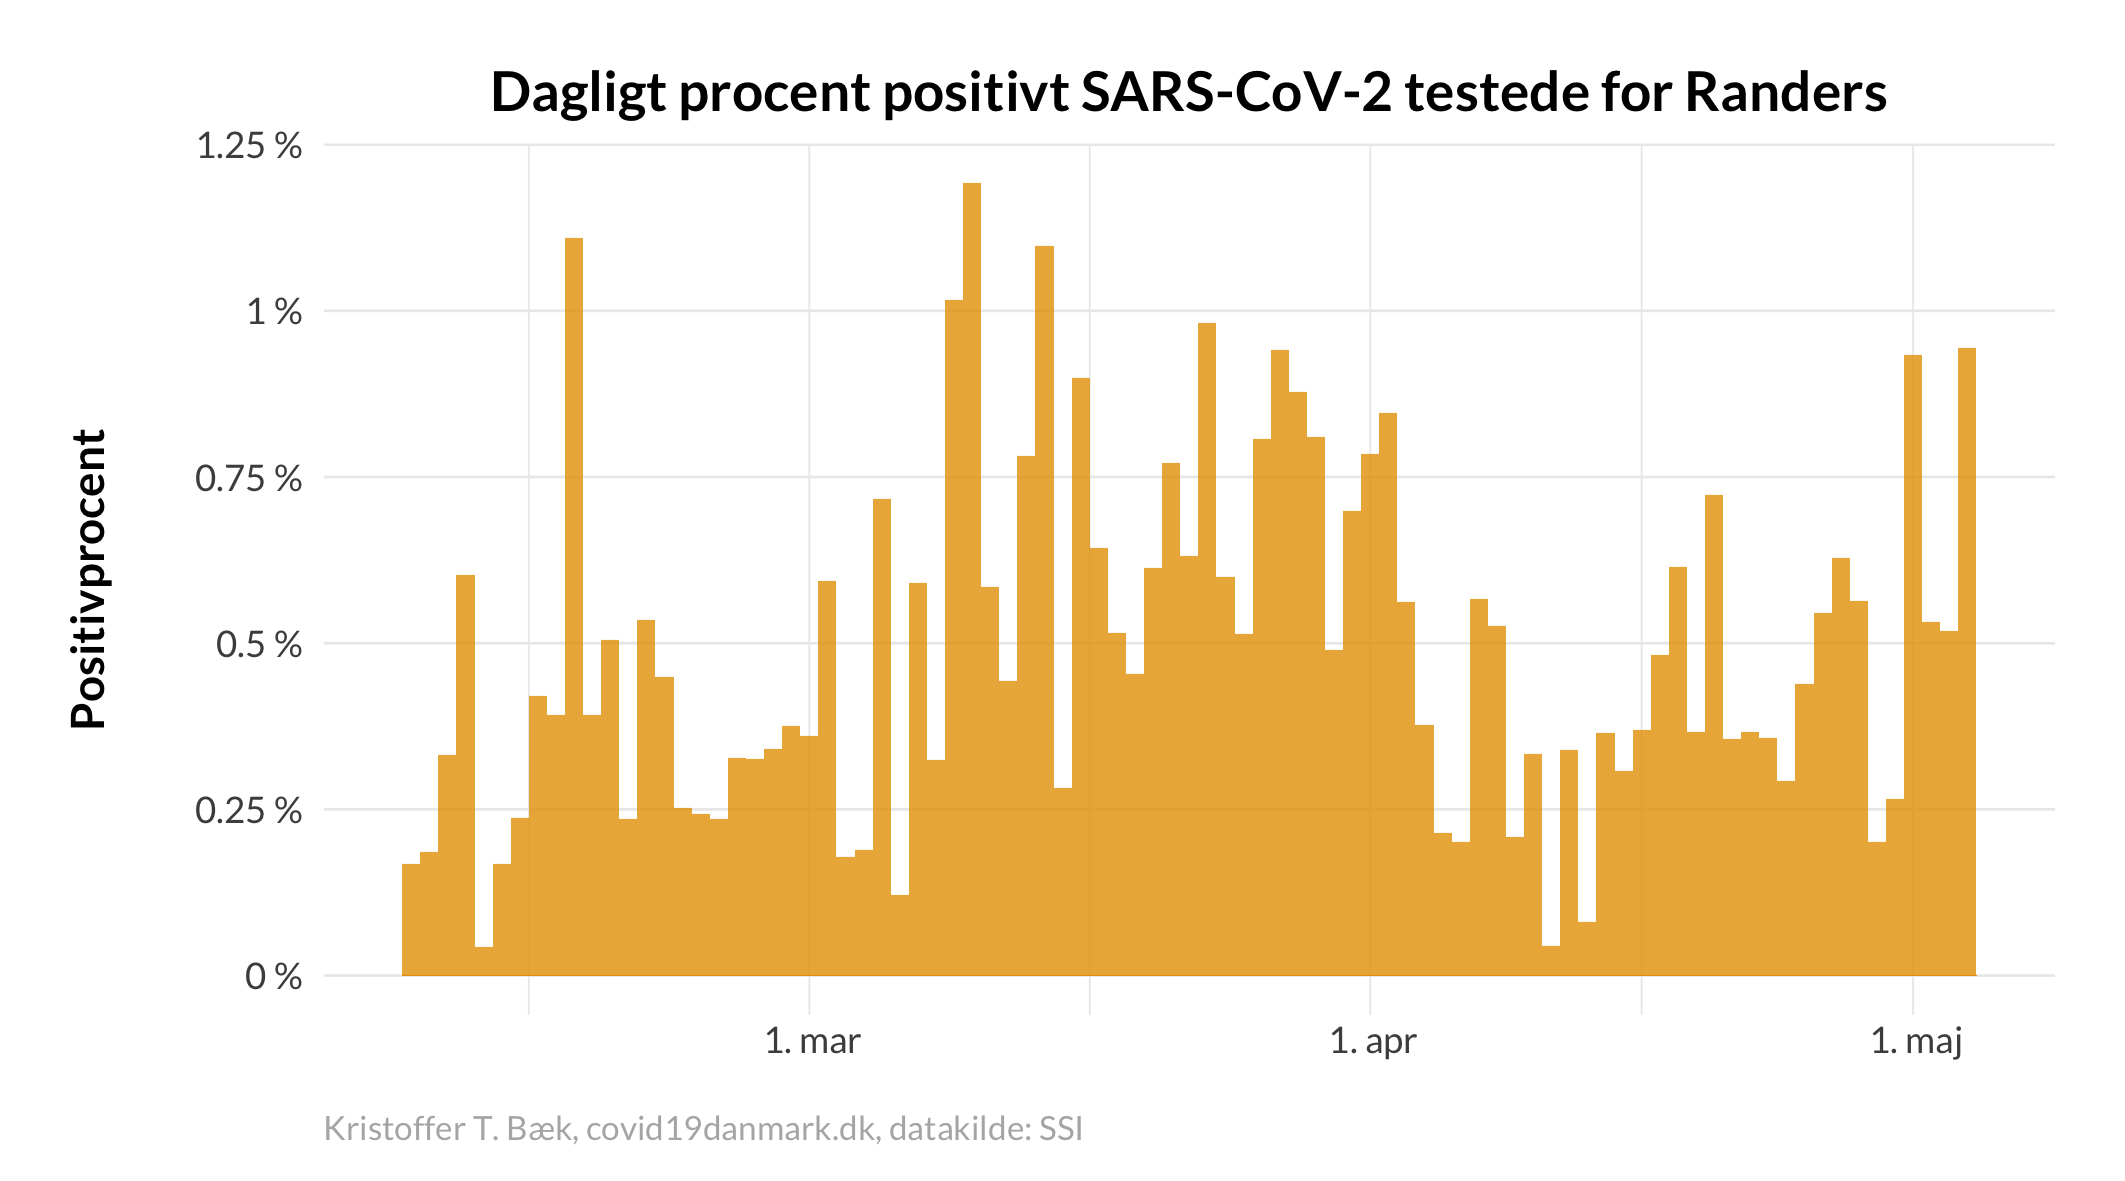 Dagligt procent positivt SARS-CoV-2 testede for Randers
1.25 %
1 %
0.75 %
0.5 %
0.25 %
0 %
Positivprocent
1. mar
1. apr
1. maj
Kristoffer T. Bæk, covid19danmark.dk, datakilde: SSI